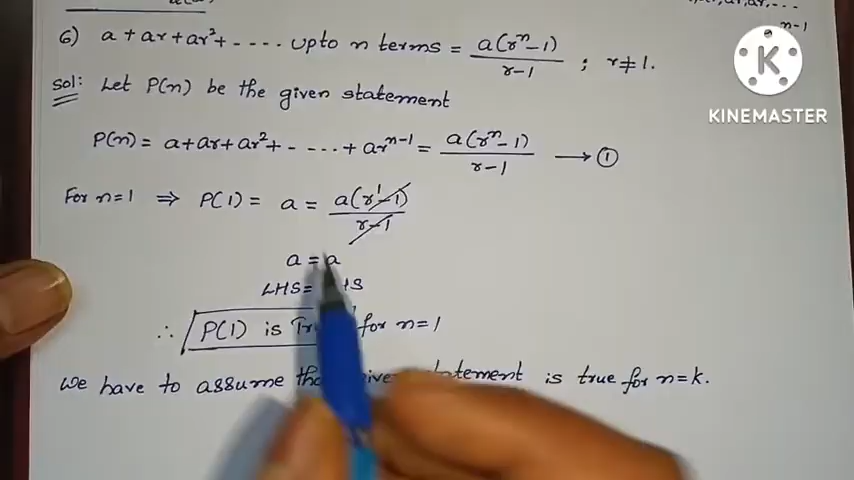 6) a + ar + ar² + - - - - upto n terms = a(rⁿ-1)/r-1 ; r≠1.
Sol: Let P(n) be the given statement
P(n) = a + ar + ar² + - - - - - + arⁿ⁻¹ = a(rⁿ-1)/r-1 → ①
For n=1 ⇒ P(1) = a = a(r¹-1)/r-1
a = a
LHS =
∴ P(1) is for n=1
We have to assume statement is true for n=k.
n-1
K
KINEMASTER